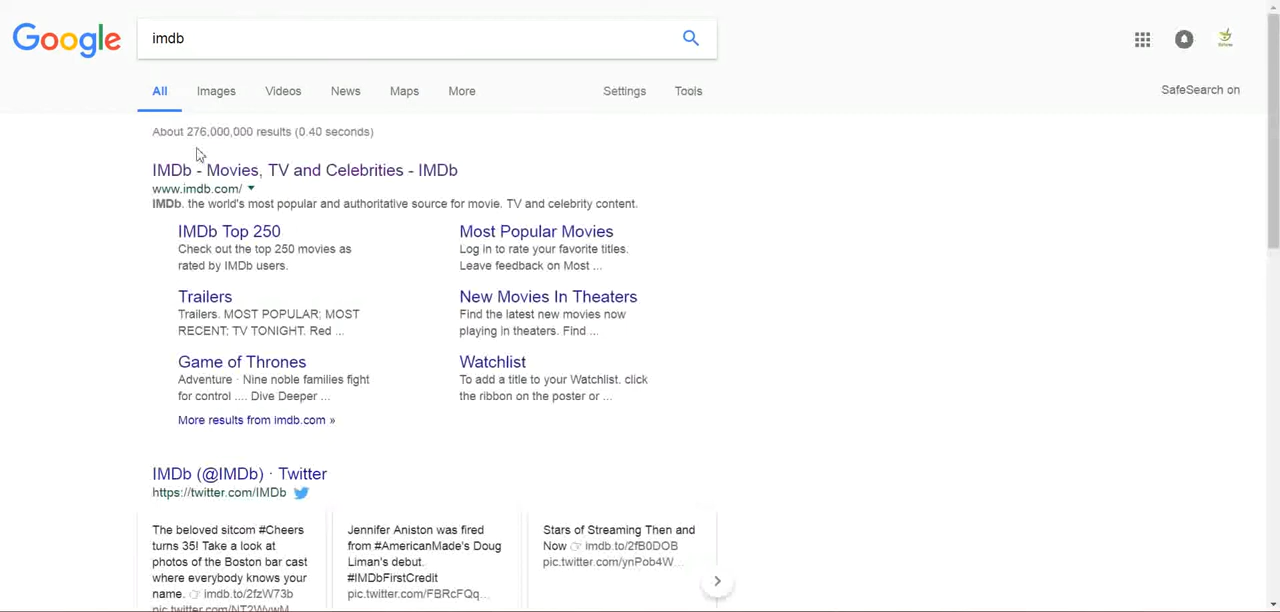 Google
imdb
All Images Videos News Maps More Settings Tools
SafeSearch on
About 276,000,000 results (0.40 seconds)
IMDb - Movies, TV and Celebrities - IMDb
www.imdb.com/
IMDb. the world's most popular and authoritative source for movie. TV and celebrity content.
IMDb Top 250
Check out the top 250 movies as
rated by IMDb users.
Most Popular Movies
Log in to rate your favorite titles.
Leave feedback on Most ...
Trailers
Trailers. MOST POPULAR; MOST
RECENT; TV TONIGHT. Red ...
New Movies In Theaters
Find the latest new movies now
playing in theaters. Find ...
Game of Thrones
Adventure · Nine noble families fight
for control .... Dive Deeper ...
Watchlist
To add a title to your Watchlist. click
the ribbon on the poster or ...
More results from imdb.com »
IMDb (@IMDb) · Twitter
https://twitter.com/IMDb
The beloved sitcom #Cheers
turns 35! Take a look at
photos of the Boston bar cast
where everybody knows your
name. 👉 imdb.to/2fzW73b
pic.twitter.com/NT2WvwM
Jennifer Aniston was fired
from #AmericanMade's Doug
Liman's debut.
#IMDbFirstCredit
pic.twitter.com/FBRcFQq...
Stars of Streaming Then and
Now 👉 imdb.to/2fB0DOB
pic.twitter.com/ynPob4W...